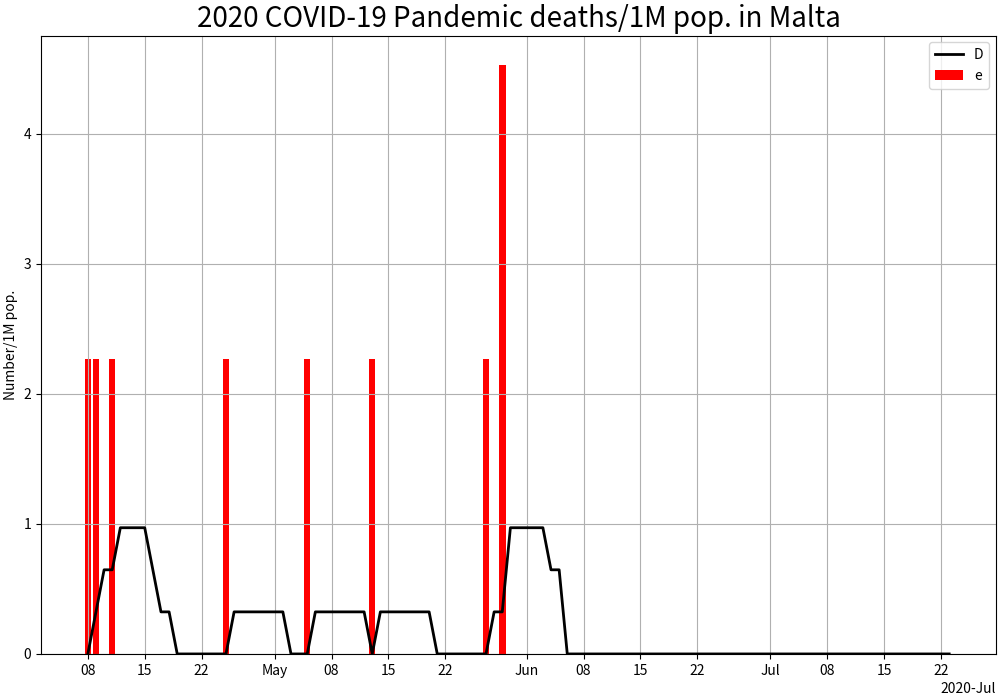 2020 COVID-19 Pandemic deaths/1M pop. in Malta
D
e
4
3
2
1
0
Number/1M pop.
08 15 22 May 08 15 22 Jun 08 15 22 Jul 08 15 22
2020-Jul